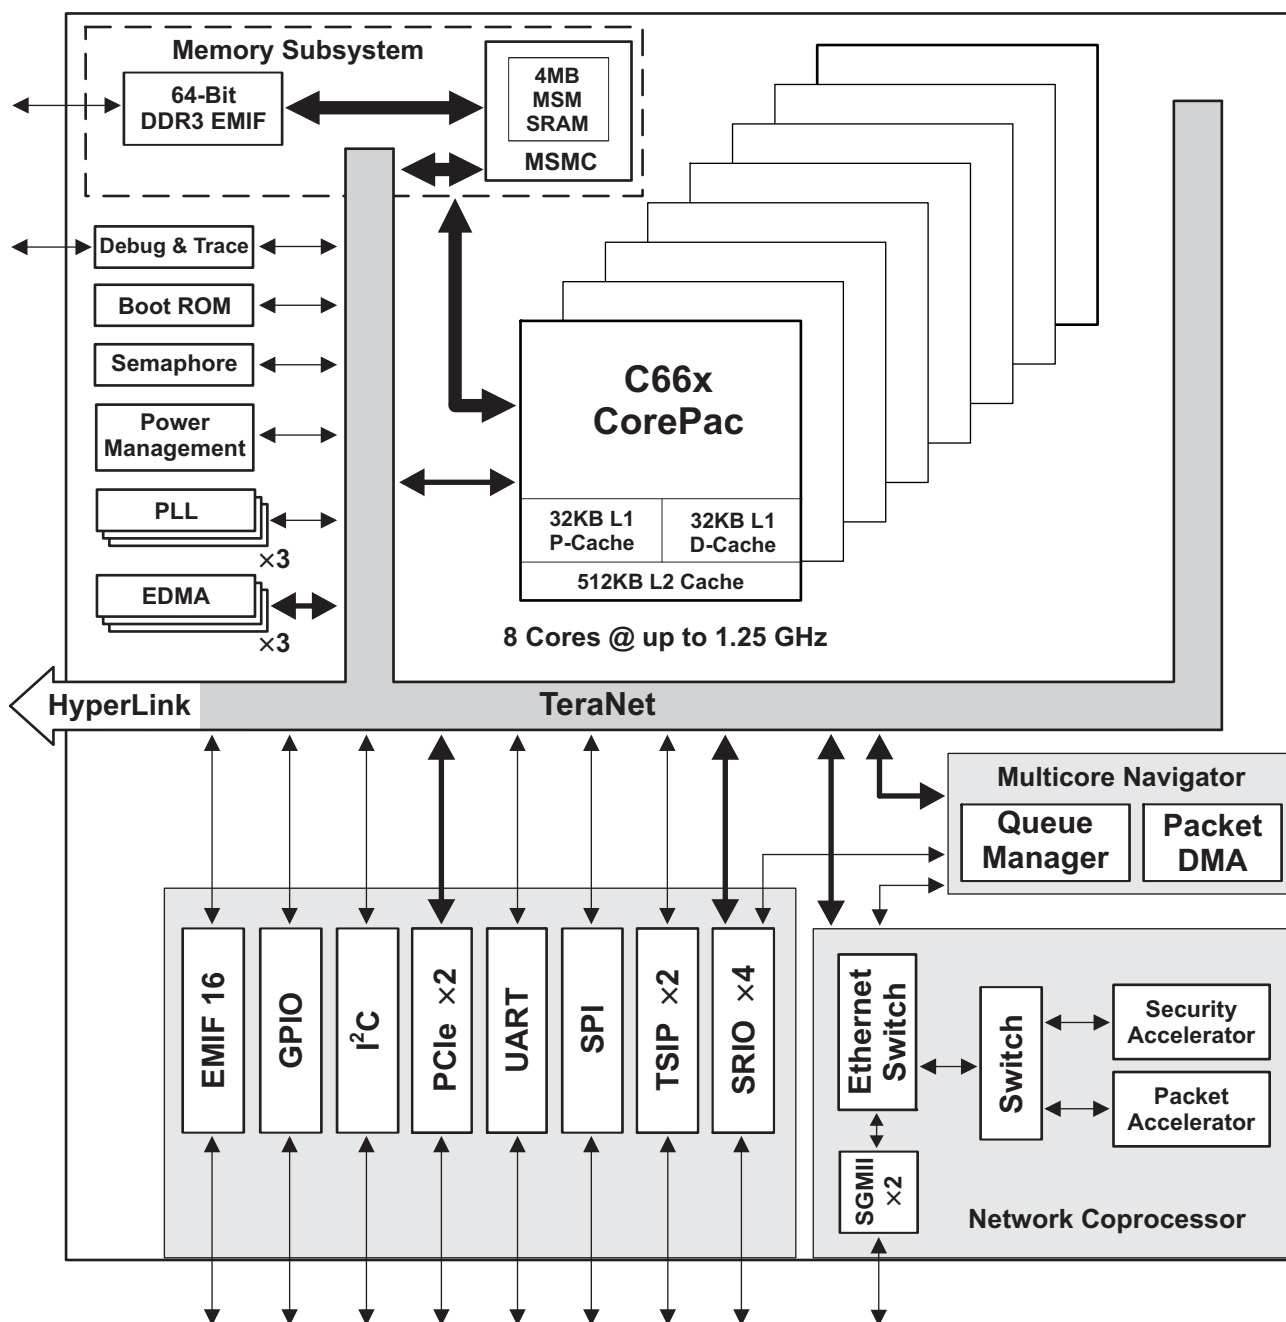 Memory Subsystem
64-Bit
DDR3 EMIF
4MB
MSM
SRAM
MSMC
Debug & Trace
Boot ROM
Semaphore
Power
Management
PLL
×3
EDMA
×3
C66x
CorePac
32KB L1
P-Cache
32KB L1
D-Cache
512KB L2 Cache
8 Cores @ up to 1.25 GHz
HyperLink
TeraNet
Multicore Navigator
Queue
Manager
Packet
DMA
EMIF 16
GPIO
I²C
PCIe ×2
UART
SPI
TSIP ×2
SRIO ×4
Ethernet
Switch
Switch
Security
Accelerator
Packet
Accelerator
SGMII
×2
Network Coprocessor